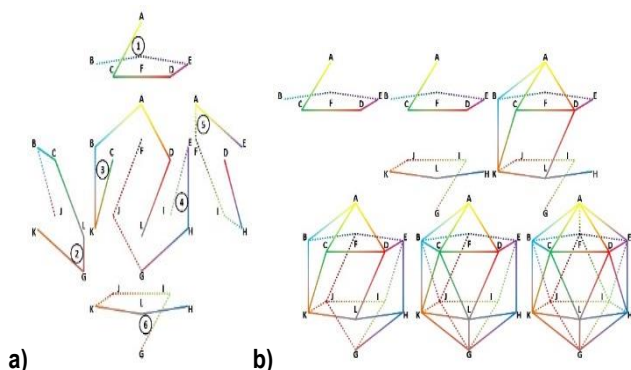 A
1
B E
C F D
A A
5
B B F E E
C C D F D
3
4
J J I I
K L K L H H
2
G G
J I
K L H
6
G
a)
A A A
B E B E B E
C F D C F D C F D
J I J I
K L H K L H
G G
A A A
B F E B F E B F E
C D C D C D
J I J I J I
K L H K L H K L H
G G G
b)